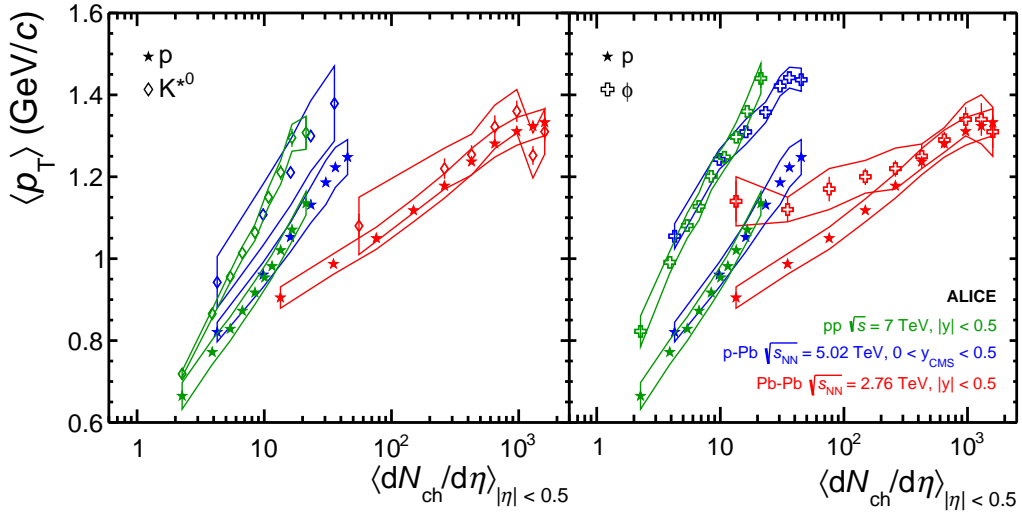 ⟨p_T⟩ (GeV/c)
1.6
1.4
1.2
1
0.8
0.6
p
K*0
1
10
10^2
10^3
⟨dN_ch/dη⟩_|η| < 0.5
p
ϕ
ALICE
pp √s = 7 TeV, |y| < 0.5
p-Pb √s_NN = 5.02 TeV, 0 < y_CMS < 0.5
Pb-Pb √s_NN = 2.76 TeV, |y| < 0.5
1
10
10^2
10^3
⟨dN_ch/dη⟩_|η| < 0.5